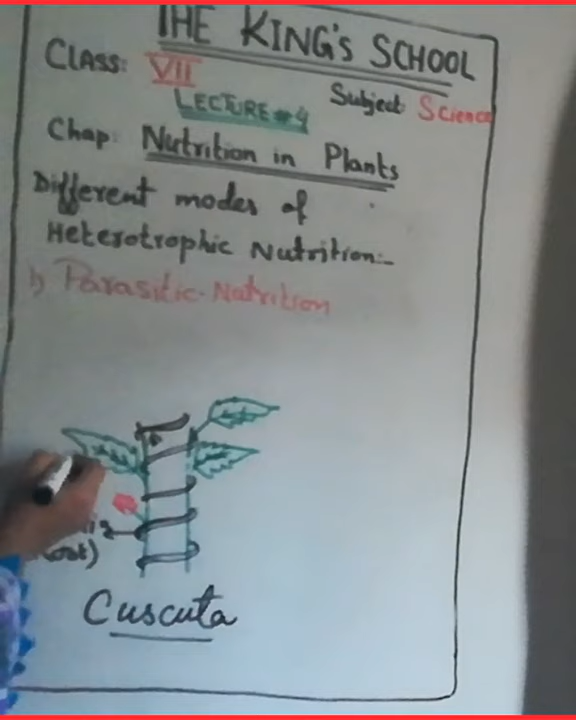 THE KING'S SCHOOL
CLASS: VII
Subject: Science
LECTURE #4
Chap: Nutrition in Plants
Different modes of
Heterotrophic Nutrition:-
1) Parasitic Nutrition
Cuscuta